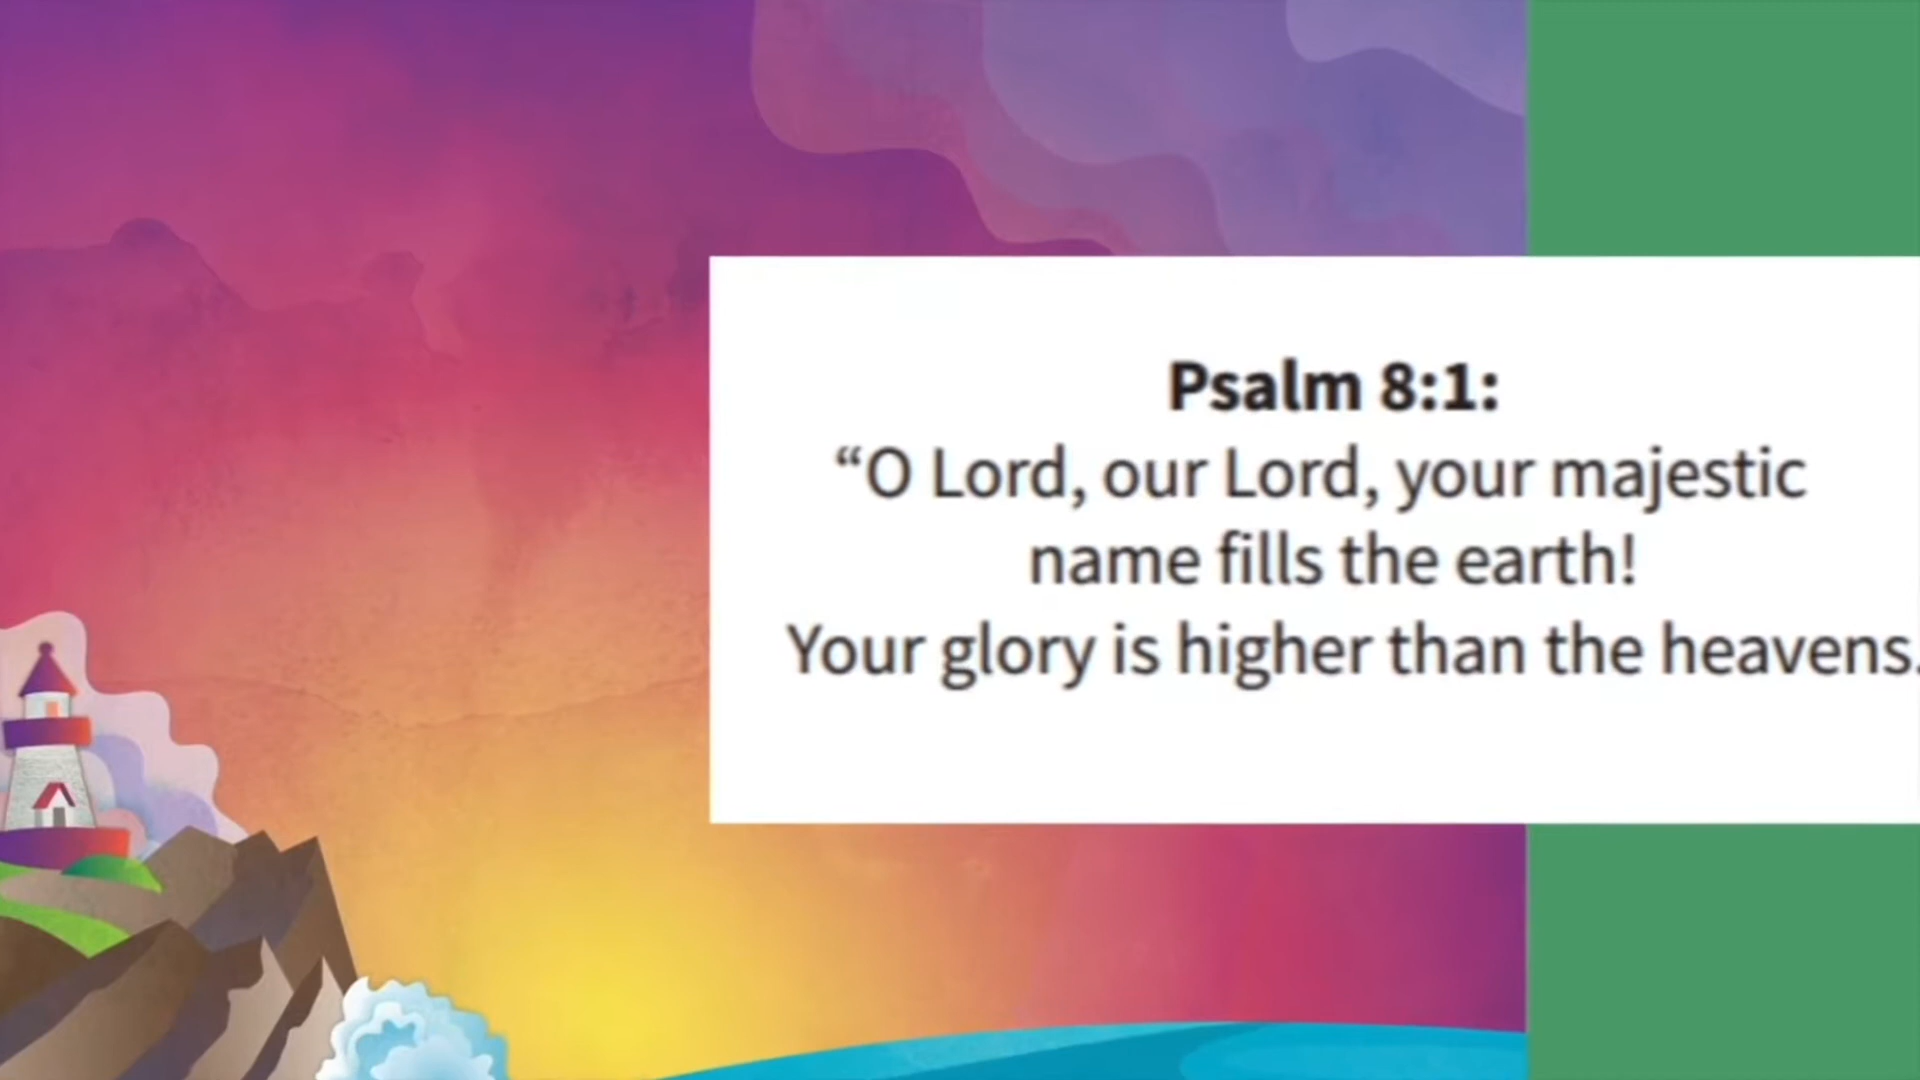 Psalm 8:1:
“O Lord, our Lord, your majestic
name fills the earth!
Your glory is higher than the heavens.